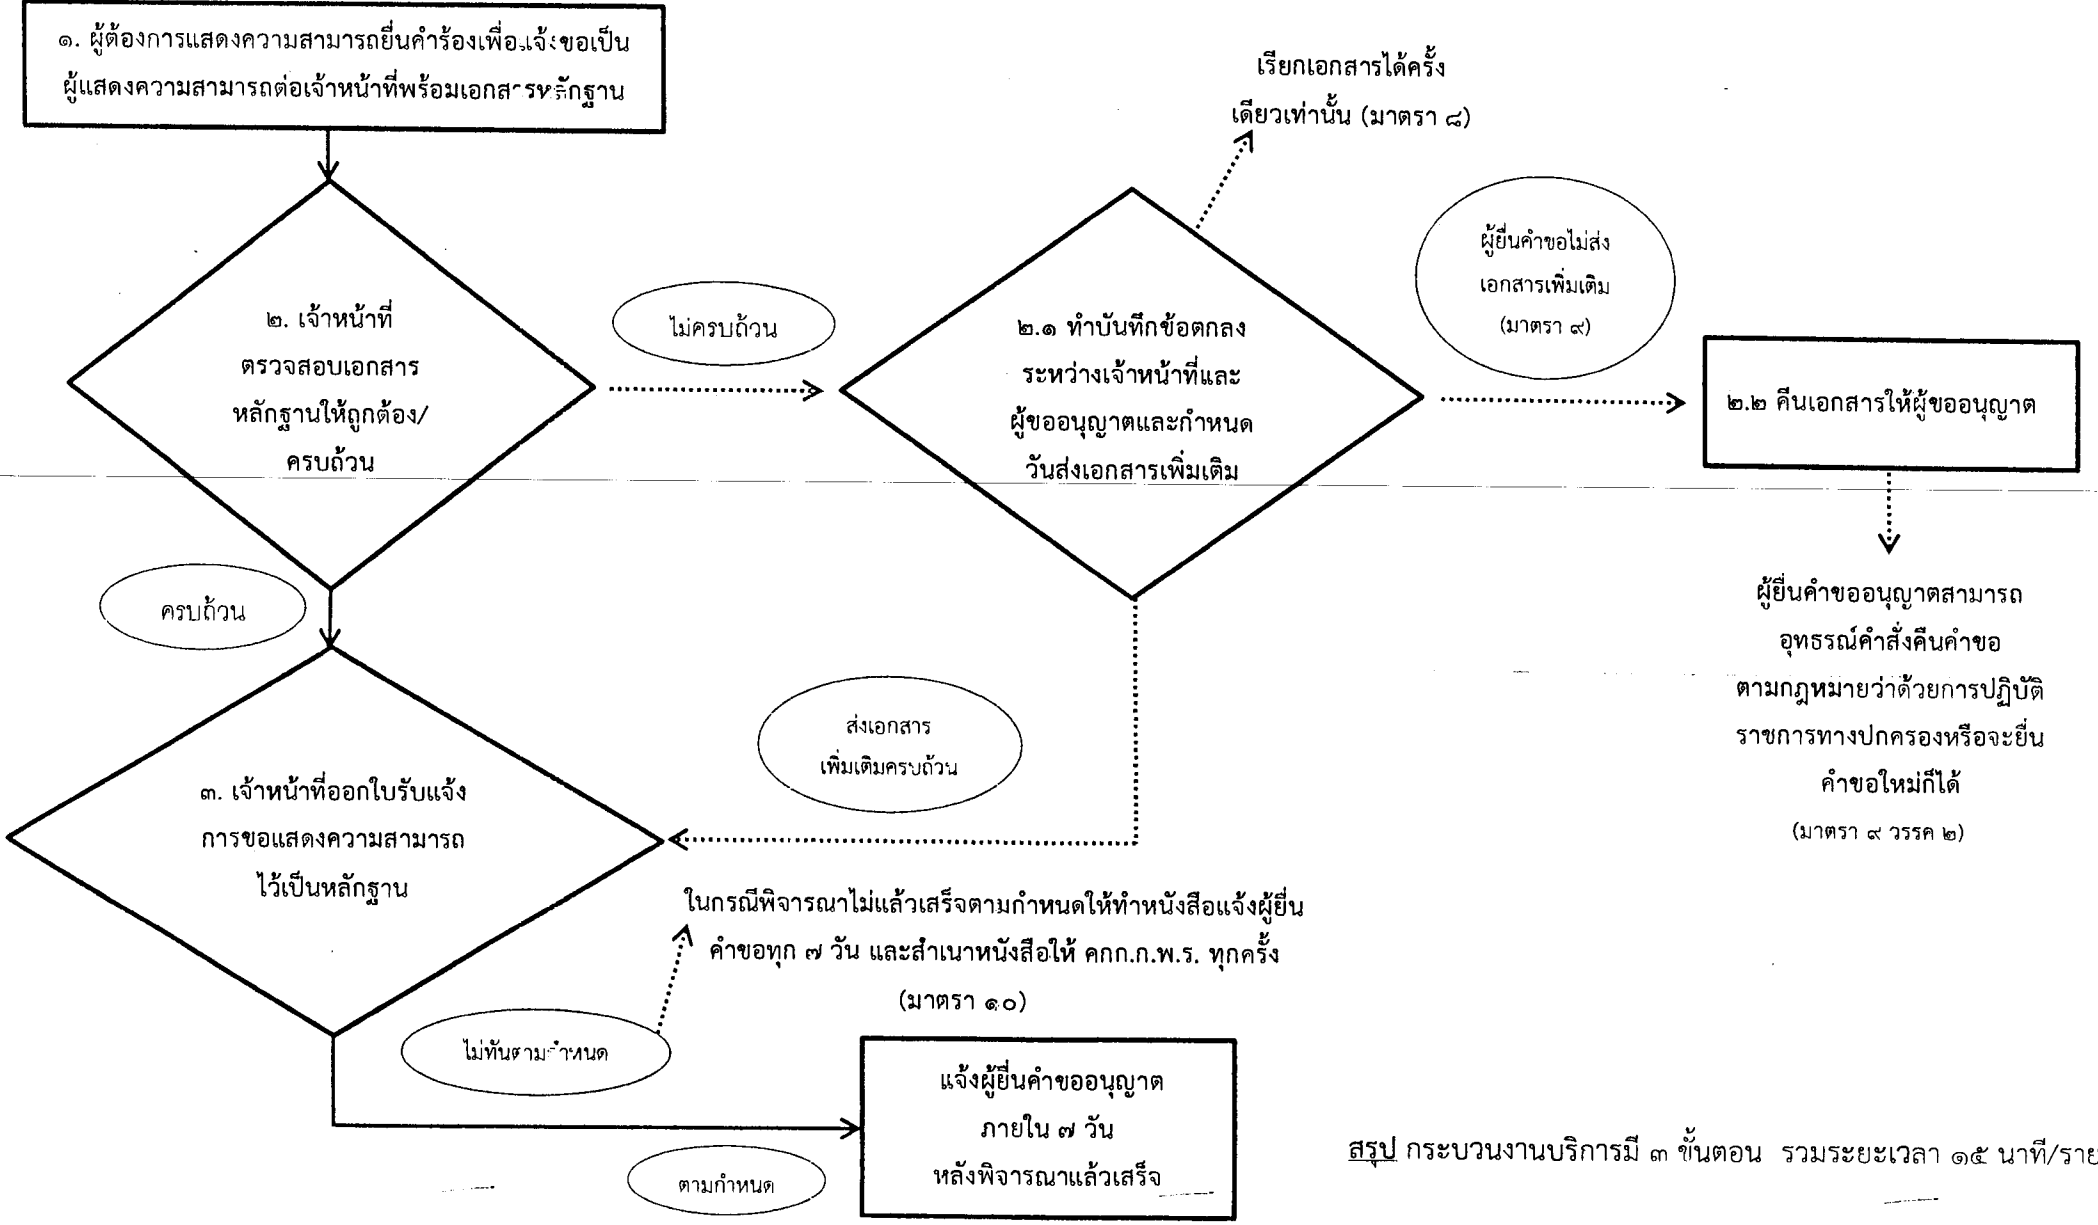 ๑. ผู้ต้องการแสดงความสามารถยื่นคำร้องเพื่อแจ้งขอเป็น
ผู้แสดงความสามารถต่อเจ้าหน้าที่พร้อมเอกสารหลักฐาน
เรียกเอกสารได้ครั้ง
เดียวเท่านั้น (มาตรา ๘)
๒. เจ้าหน้าที่
ตรวจสอบเอกสาร
หลักฐานให้ถูกต้อง/
ครบถ้วน
ไม่ครบถ้วน
๒.๑ ทำบันทึกข้อตกลง
ระหว่างเจ้าหน้าที่และ
ผู้ขออนุญาตและกำหนด
วันส่งเอกสารเพิ่มเติม
ผู้ยื่นคำขอไม่ส่ง
เอกสารเพิ่มเติม
(มาตรา ๙)
๒.๒ คืนเอกสารให้ผู้ขออนุญาต
ผู้ยื่นคำขออนุญาตสามารถ
อุทธรณ์คำสั่งคืนคำขอ
ตามกฎหมายว่าด้วยการปฏิบัติ
ราชการทางปกครองหรือจะยื่น
คำขอใหม่ก็ได้
(มาตรา ๙ วรรค ๒)
ครบถ้วน
ส่งเอกสาร
เพิ่มเติมครบถ้วน
๓. เจ้าหน้าที่ออกใบรับแจ้ง
การขอแสดงความสามารถ
ไว้เป็นหลักฐาน
ในกรณีพิจารณาไม่แล้วเสร็จตามกำหนดให้ทำหนังสือแจ้งผู้ยื่น
คำขอทุก ๗ วัน และสำเนาหนังสือให้ คกก.ก.พ.ร. ทุกครั้ง
(มาตรา ๑๐)
ไม่ทันตามกำหนด
แจ้งผู้ยื่นคำขออนุญาต
ภายใน ๗ วัน
หลังพิจารณาแล้วเสร็จ
ตามกำหนด
สรุป กระบวนงานบริการมี ๓ ขั้นตอน รวมระยะเวลา ๑๕ นาที/ราย